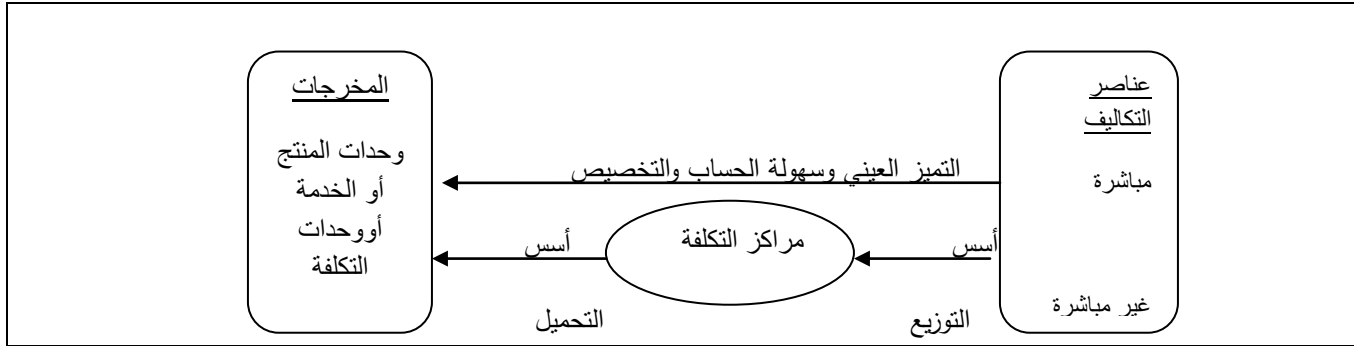 عناصر
التكاليف
مباشرة
غير مباشرة
التميز العيني وسهولة الحساب والتخصيص
أسس
التوزيع
مراكز التكلفة
أسس
التحميل
المخرجات
وحدات المنتج
أو الخدمة
أووحدات
التكلفة